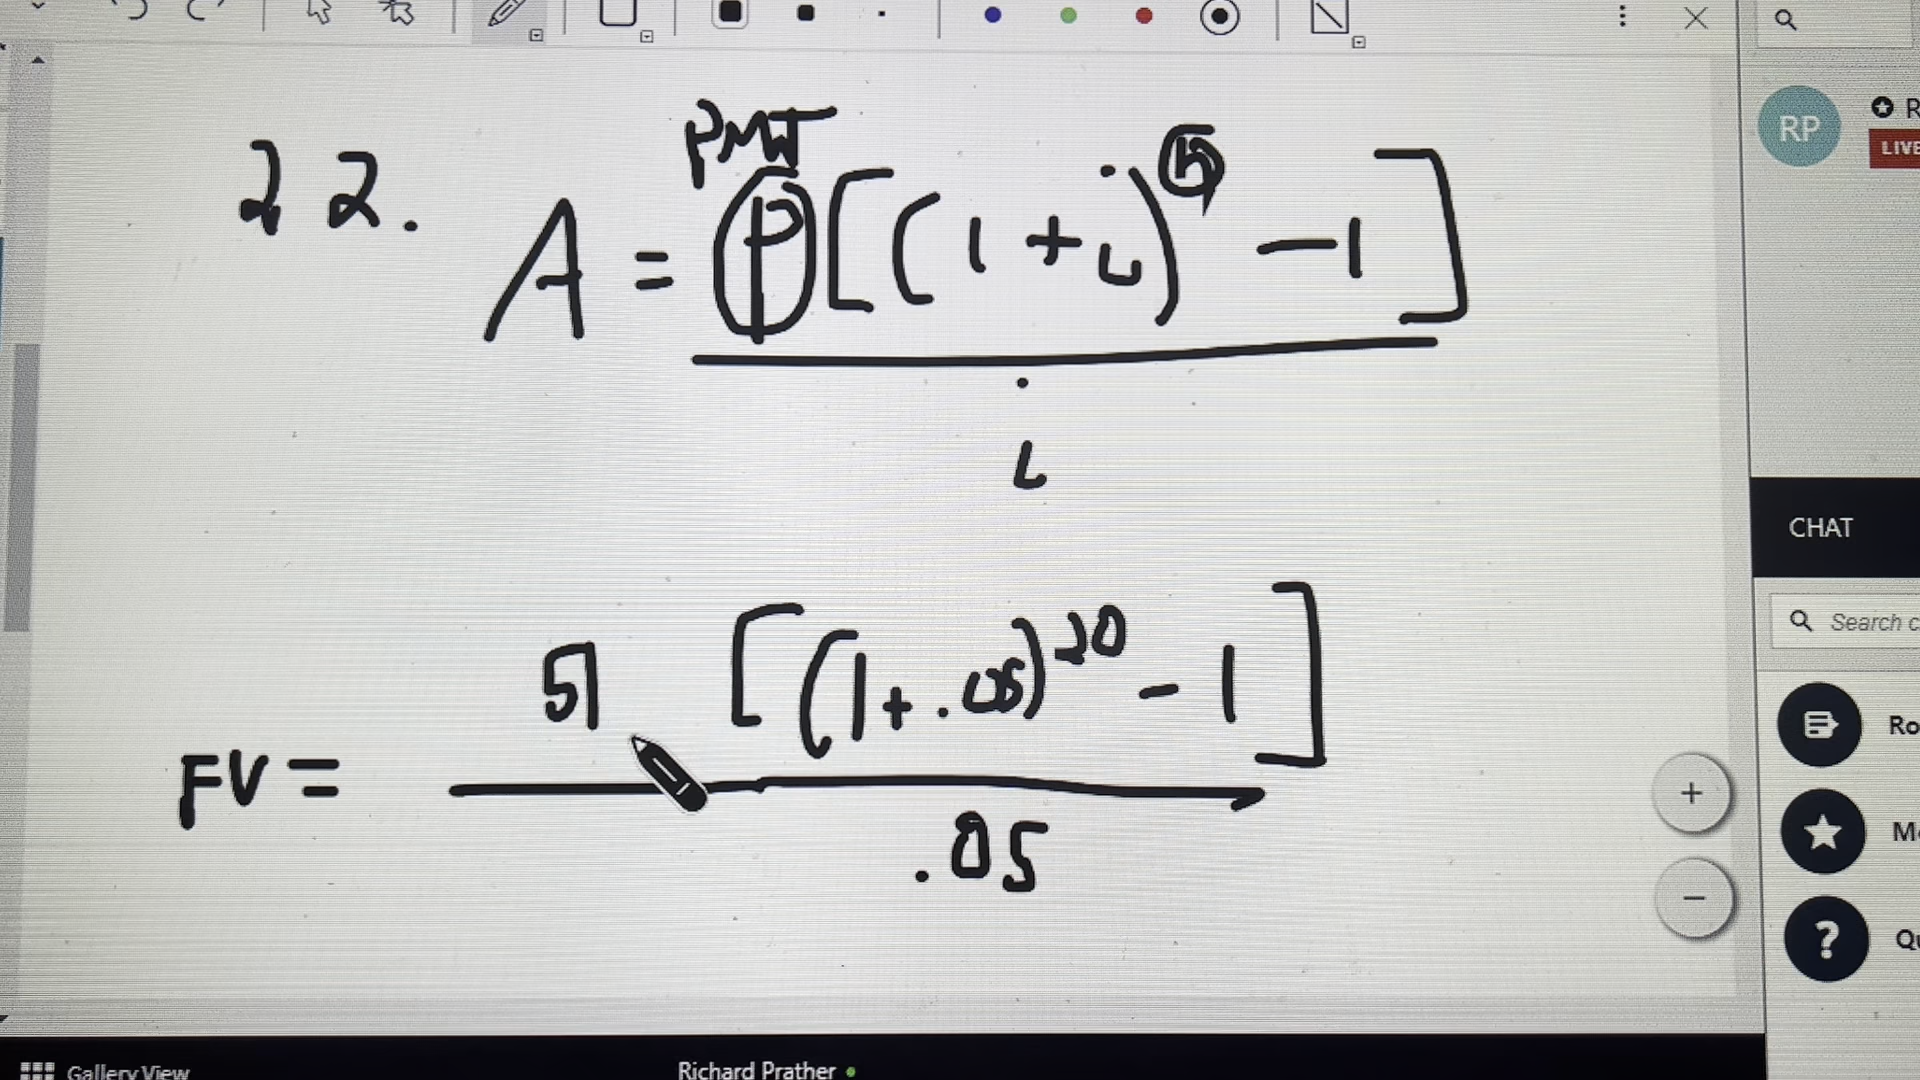 22.
PMT
A = P[(1+i)ⁿ -1]
i
51 [(1+.05)²⁰ - 1]
FV =
.05
RP
LIVE
CHAT
Search c
Ro
Gallery View
Richard Prather